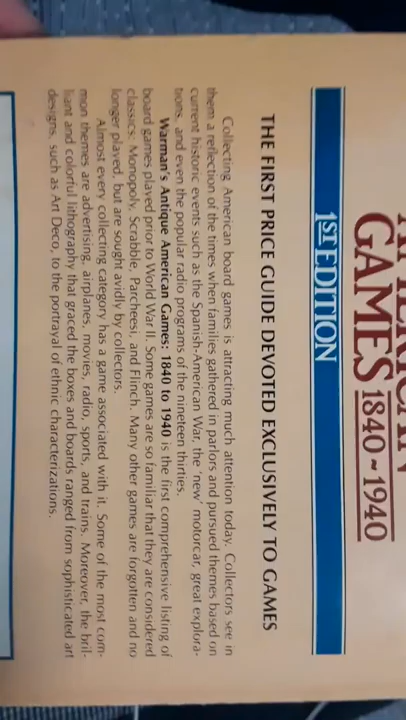 AMERICAN
GAMES 1840~1940
1ST EDITION
THE FIRST PRICE GUIDE DEVOTED EXCLUSIVELY TO GAMES
Collecting American board games is attracting much attention today. Collectors see in
them a reflection of the times when families gathered in parlors and pursued themes based on
current historic events such as the Spanish-American War, the 'new' motorcar, great explora-
tions, and even the popular radio programs of the nineteen thirties.
Warman's Antique American Games: 1840 to 1940 is the first comprehensive listing of
board games played prior to World War II. Some games are so familiar that they are considered
classics: Monopoly, Scrabble, Parcheesi, and Flinch. Many other games are forgotten and no
longer played, but are sought avidly by collectors.
Almost every collecting category has a game associated with it. Some of the most com-
mon themes are advertising, airplanes, movies, radio, sports, and trains. Moreover, the bril-
liant and colorful lithography that graced the boxes and boards ranged from sophisticated art
designs, such as Art Deco, to the portrayal of ethnic characterizations.